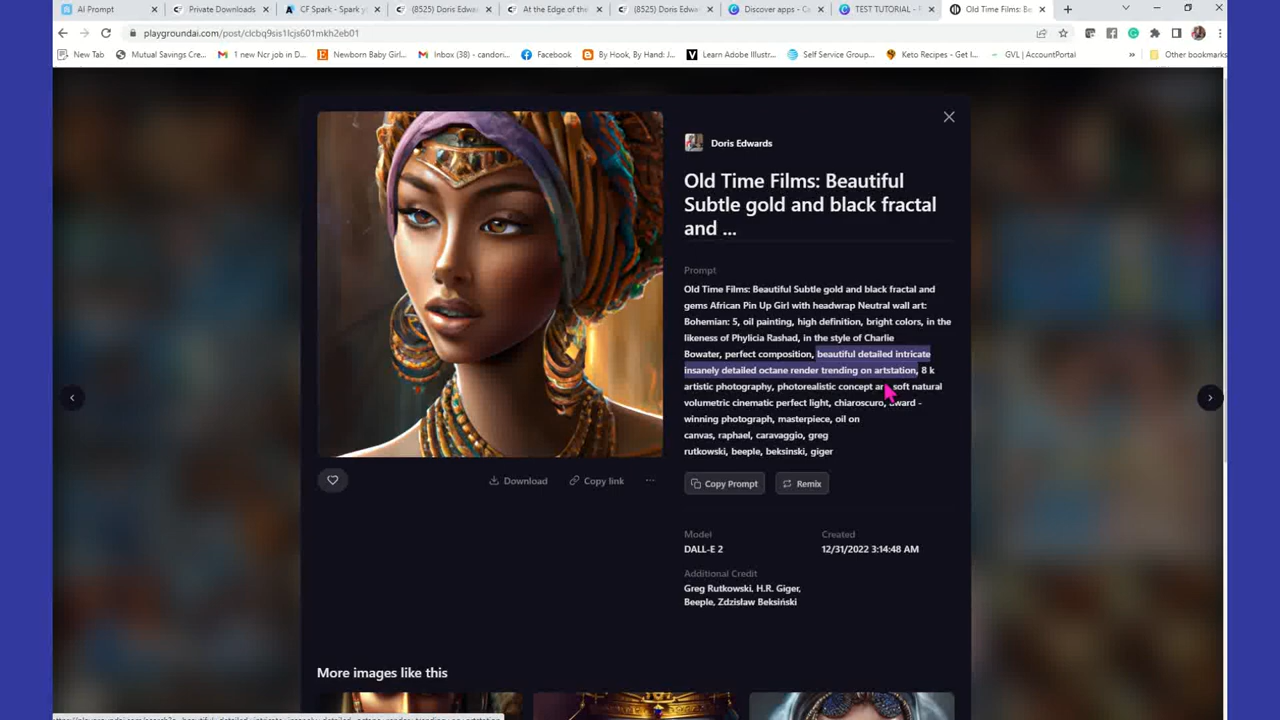 AI Prompt
Private Downloads
CF Spark - Spark y
(8525) Doris Edwar
At the Edge of the
(8525) Doris Edwar
Discover apps - Ca
TEST TUTORIAL -
Old Time Films: Be
playgroundai.com/post/clcbq9sis1lcjs601mkh2eb01
New Tab
Mutual Savings Cre...
1 new Ncr job in D...
Newborn Baby Girl...
Inbox (38) - candori...
Facebook
By Hook, By Hand: J...
Learn Adobe Illustr...
Self Service Group...
Keto Recipes - Get I...
GVL | AccountPortal
»
Other bookmarks
Doris Edwards
Old Time Films: Beautiful
Subtle gold and black fractal
and ...
Prompt
Old Time Films: Beautiful Subtle gold and black fractal and
gems African Pin Up Girl with headwrap Neutral wall art:
Bohemian: 5, oil painting, high definition, bright colors, in the
likeness of Phylicia Rashad, in the style of Charlie
Bowater, perfect composition, beautiful detailed intricate
insanely detailed octane render trending on artstation, 8 k
artistic photography, photorealistic concept art, soft natural
volumetric cinematic perfect light, chiaroscuro, award -
winning photograph, masterpiece, oil on
canvas, raphael, caravaggio, greg
rutkowski, beeple, beksinski, giger
Download
Copy link
...
Copy Prompt
Remix
Model
Created
DALL-E 2
12/31/2022 3:14:48 AM
Additional Credit
Greg Rutkowski, H.R. Giger,
Beeple, Zdzisław Beksiński
More images like this